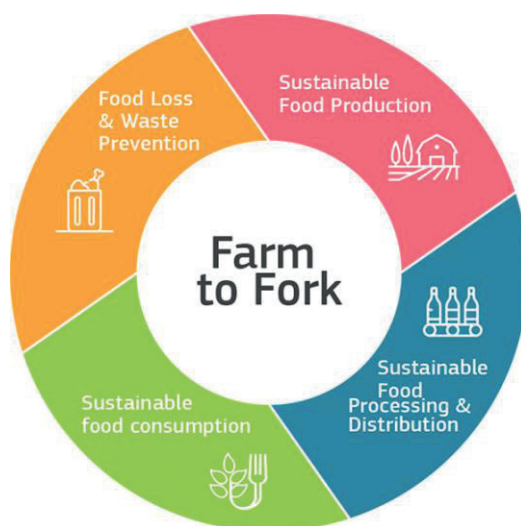 Food Loss
& Waste
Prevention
Sustainable
Food Production
Farm
to Fork
Sustainable
Food
Processing &
Distribution
Sustainable
food consumption